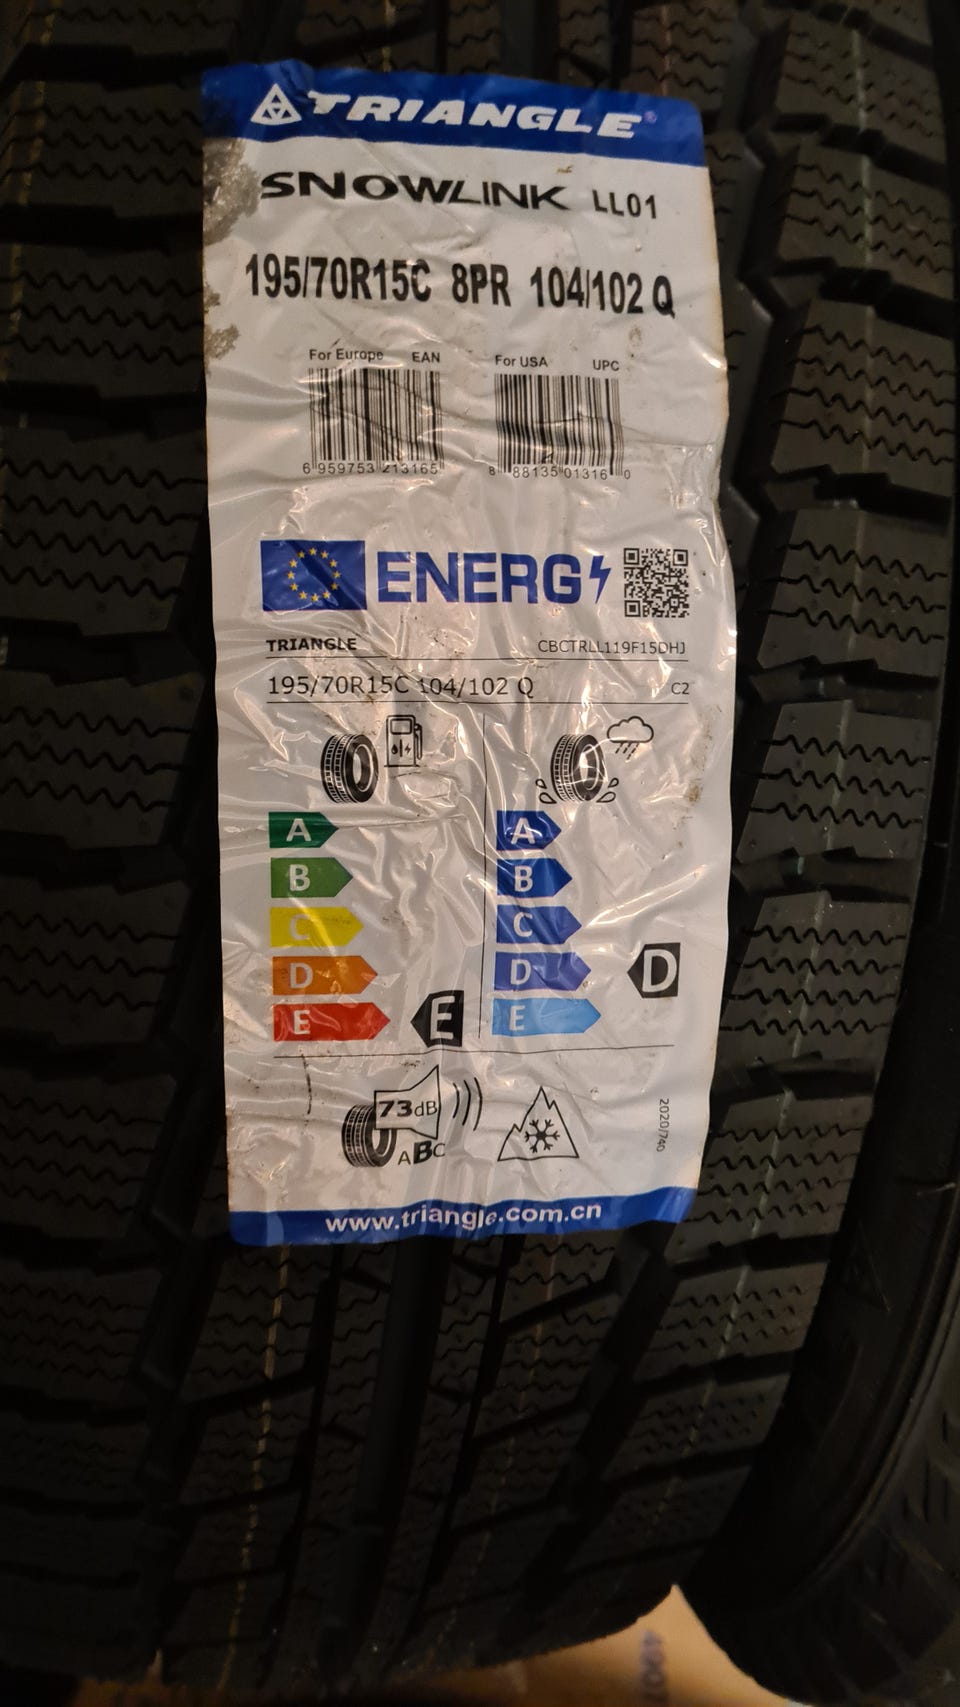 TRIANGLE
SNOWLINK LL01
195/70R15C 8PR 104/102 Q
For Europe EAN For USA UPC
6 959753 213165 8 88135 01316 0
ENERG
TRIANGLE CBCTRLL119F15DHJ
195/70R15C 104/102 Q C2
A A
B B
C C
D D D
E E E
73dB
ABC
2020/740
www.triangle.com.cn